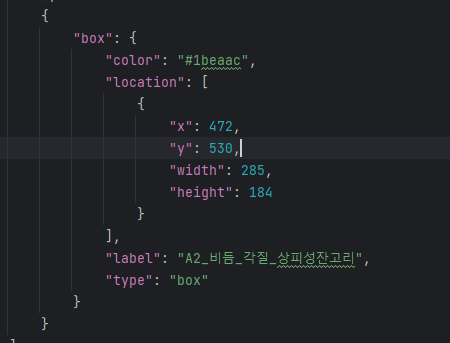 {
"box": {
"color": "#1beaac",
"location": [
{
"x": 472,
"y": 530,
"width": 285,
"height": 184
}
],
"label": "A2_비듬_각질_상피성잔고리",
"type": "box"
}
}